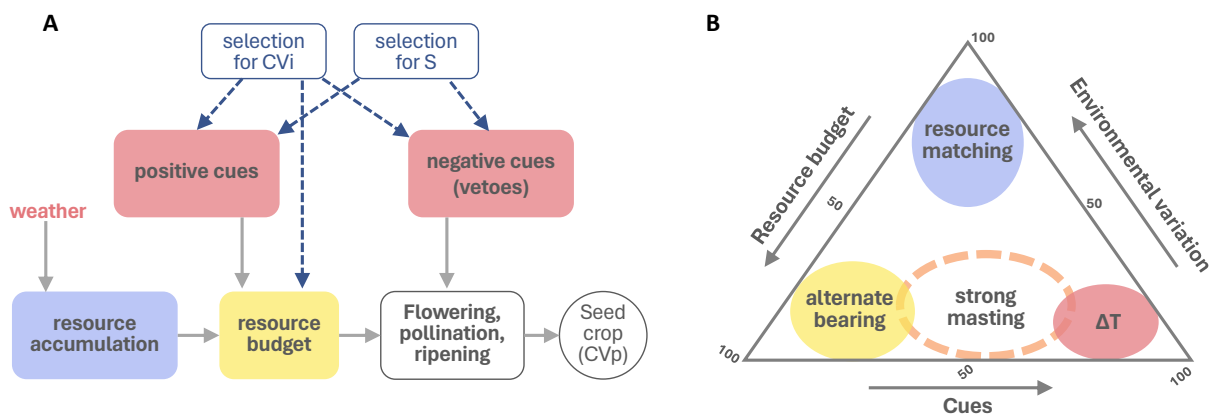 A
selection
for CVi
selection
for S
positive cues
negative cues
(vetoes)
weather
resource
accumulation
resource
budget
Flowering,
pollination,
ripening
Seed
crop
(CVp)
B
100
resource
matching
Resource budget
Environmental variation
50
50
alternate
bearing
strong
masting
ΔT
100
50
100
Cues